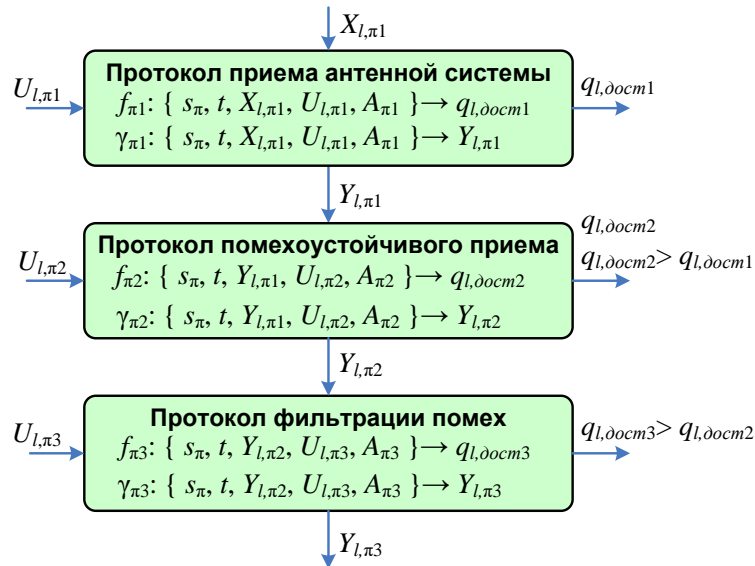 X_{l,π1}
Протокол приема антенной системы
U_{l,π1}
f_{π1}: { s_π, t, X_{l,π1}, U_{l,π1}, A_{π1} }→ q_{l,дост1}
q_{l,дост1}
γ_{π1}: { s_π, t, X_{l,π1}, U_{l,π1}, A_{π1} }→ Y_{l,π1}
Y_{l,π1}
q_{l,дост2}
Протокол помехоустойчивого приема
U_{l,π2}
q_{l,дост2}> q_{l,дост1}
f_{π2}: { s_π, t, Y_{l,π1}, U_{l,π2}, A_{π2} }→ q_{l,дост2}
γ_{π2}: { s_π, t, Y_{l,π1}, U_{l,π2}, A_{π2} }→ Y_{l,π2}
Y_{l,π2}
Протокол фильтрации помех
U_{l,π3}
q_{l,дост3}> q_{l,дост2}
f_{π3}: { s_π, t, Y_{l,π2}, U_{l,π3}, A_{π3} }→ q_{l,дост3}
γ_{π3}: { s_π, t, Y_{l,π2}, U_{l,π3}, A_{π3} }→ Y_{l,π3}
Y_{l,π3}